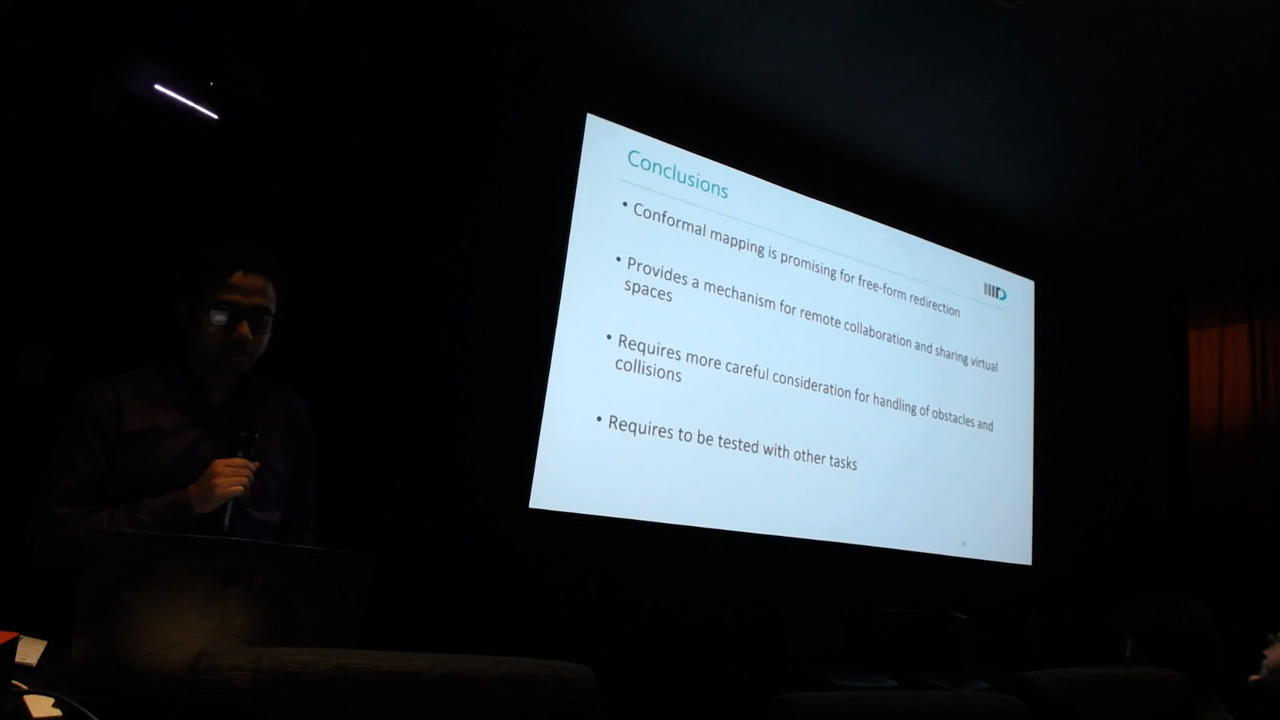 Conclusions
• Conformal mapping is promising for free-form redirection
• Provides a mechanism for remote collaboration and sharing virtual
spaces
• Requires more careful consideration for handling of obstacles and
collisions
• Requires to be tested with other tasks